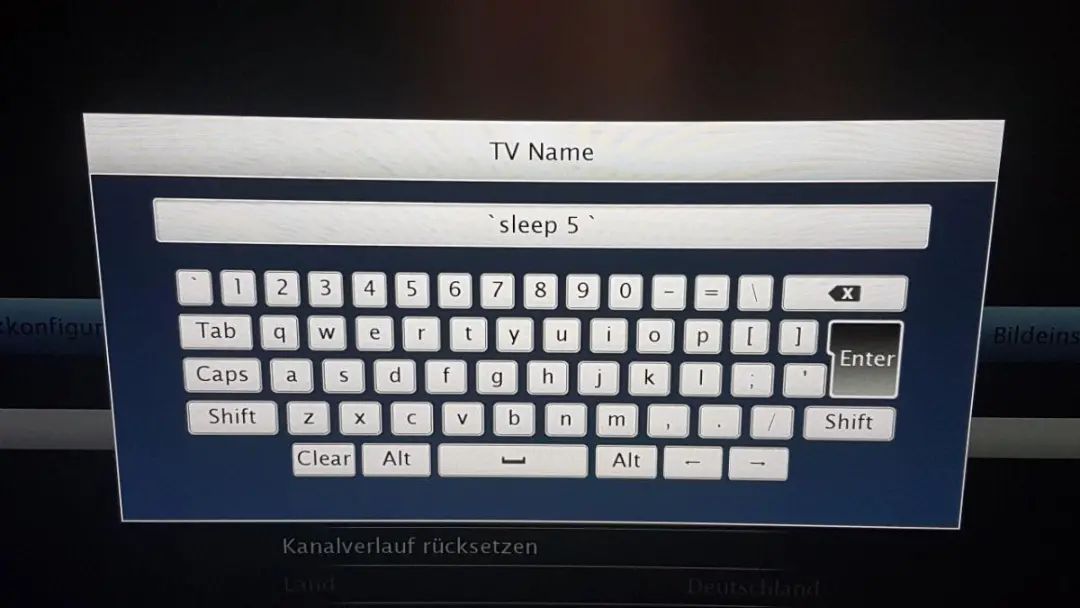 TV Name
`sleep 5 `
` 1 2 3 4 5 6 7 8 9 0 - = \ x
Tab q w e r t y u i o p [ ]
Enter
Caps a s d f g h j k l ; '
Shift z x c v b n m , . / Shift
Clear Alt Alt ← →
kkonfigur
Bildeins
Kanalverlauf rücksetzen
Land Deutschland